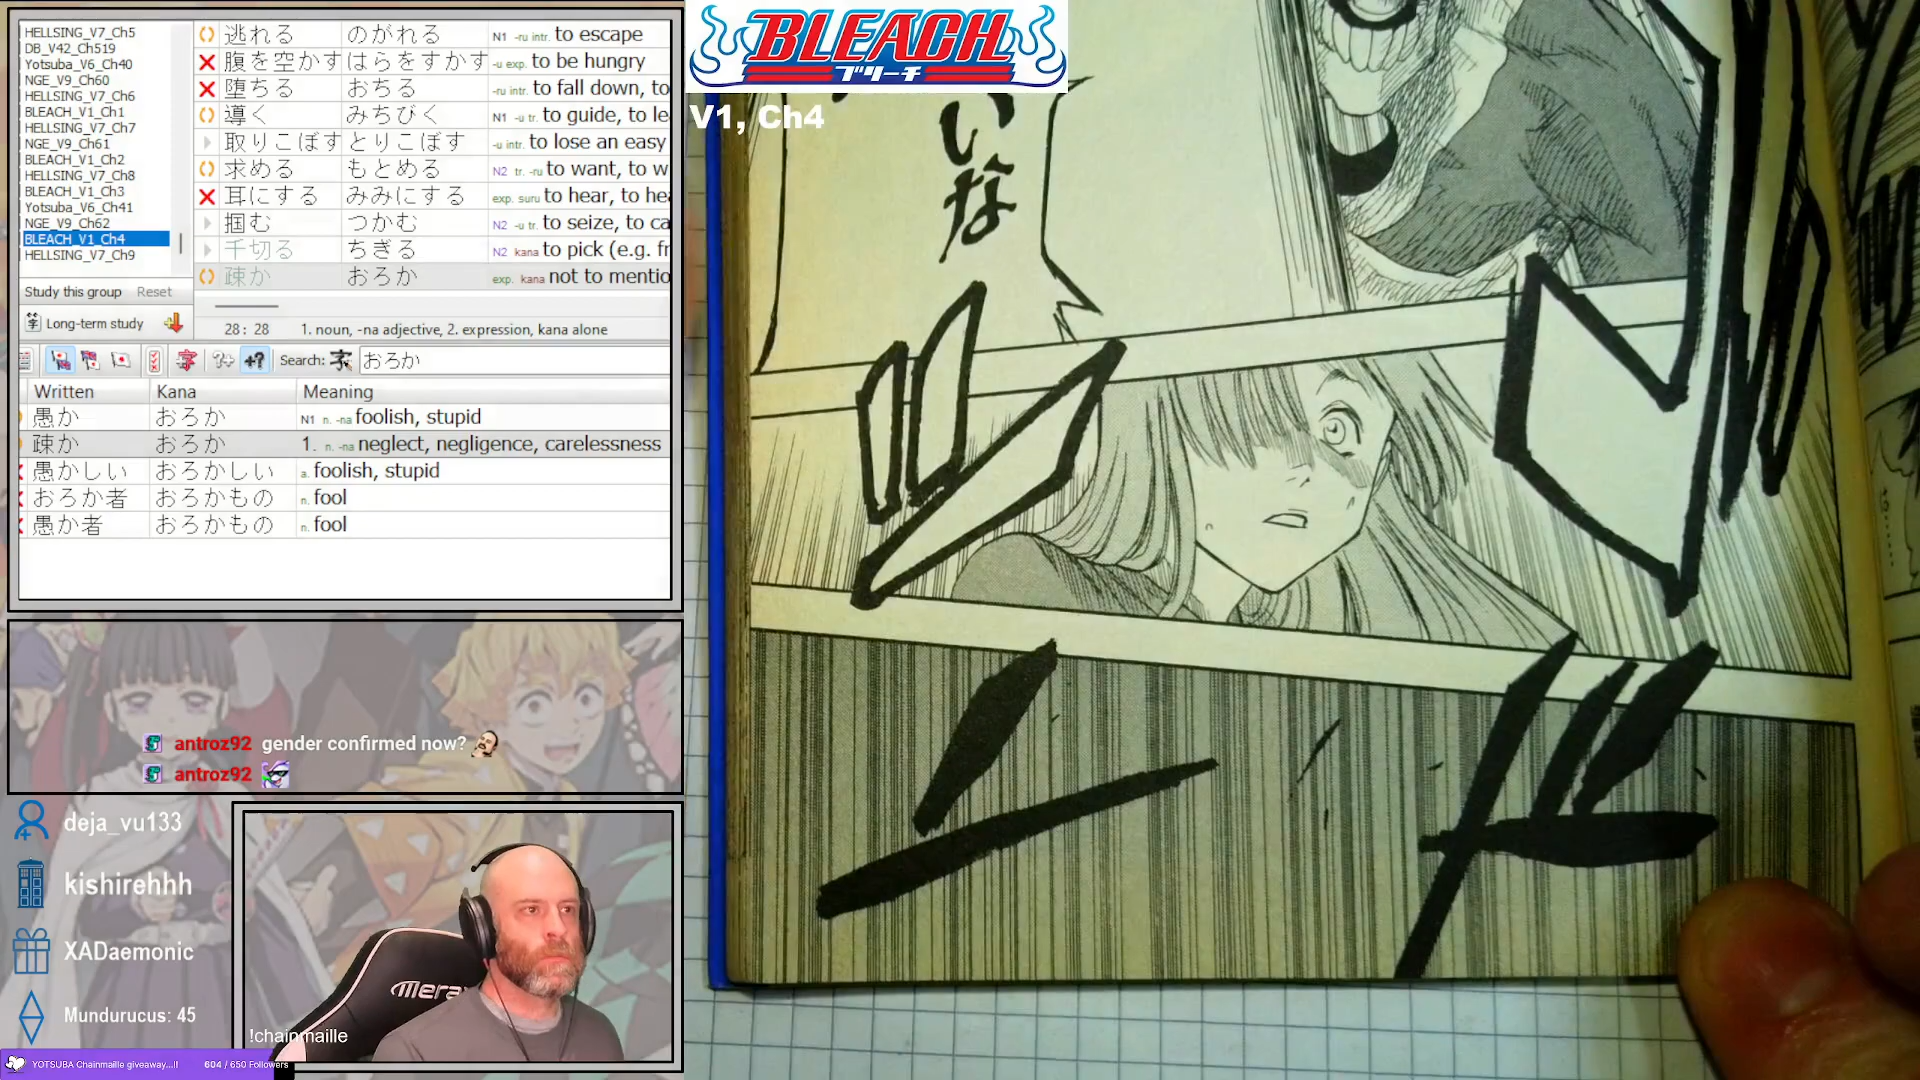 HELLSING_V7_Ch5
DB_V42_Ch519
Yotsuba_V6_Ch40
NGE_V9_Ch60
HELLSING_V7_Ch6
BLEACH_V1_Ch1
HELLSING_V7_Ch7
NGE_V9_Ch61
BLEACH_V1_Ch2
HELLSING_V7_Ch8
BLEACH_V1_Ch3
Yotsuba_V6_Ch41
NGE_V9_Ch62
BLEACH_V1_Ch4
HELLSING_V7_Ch9
Study this group Reset
Long-term study
逃れる のがれる N1 -ru intr. to escape
腹を空かす はらをすかす -u exp. to be hungry
堕ちる おちる -ru intr. to fall down, to
導く みちびく N1 -u tr. to guide, to le
取りこぼす とりこぼす -u intr. to lose an easy
求める もとめる N2 tr. -ru to want, to w
耳にする みみにする exp. suru to hear, to hea
掴む つかむ N2 -u tr. to seize, to ca
千切る ちぎる N2 kana to pick (e.g. fr
疎か おろか exp. kana not to mentio
28: 28 1. noun, -na adjective, 2. expression, kana alone
Search: おろか
Written Kana Meaning
愚か おろか N1 n. -na foolish, stupid
疎か おろか 1. n. -na neglect, negligence, carelessness
愚かしい おろかしい a. foolish, stupid
おろか者 おろかもの n. fool
愚か者 おろかもの n. fool
antroz92 gender confirmed now?
antroz92
deja_vu133
kishirehhh
XADaemonic
Mundurucus: 45
mera
!chainmaille
YOTSUBA Chainmaille giveaway...!! 604 / 650 Followers
BLEACH
ブリーチ
V1, Ch4
いな